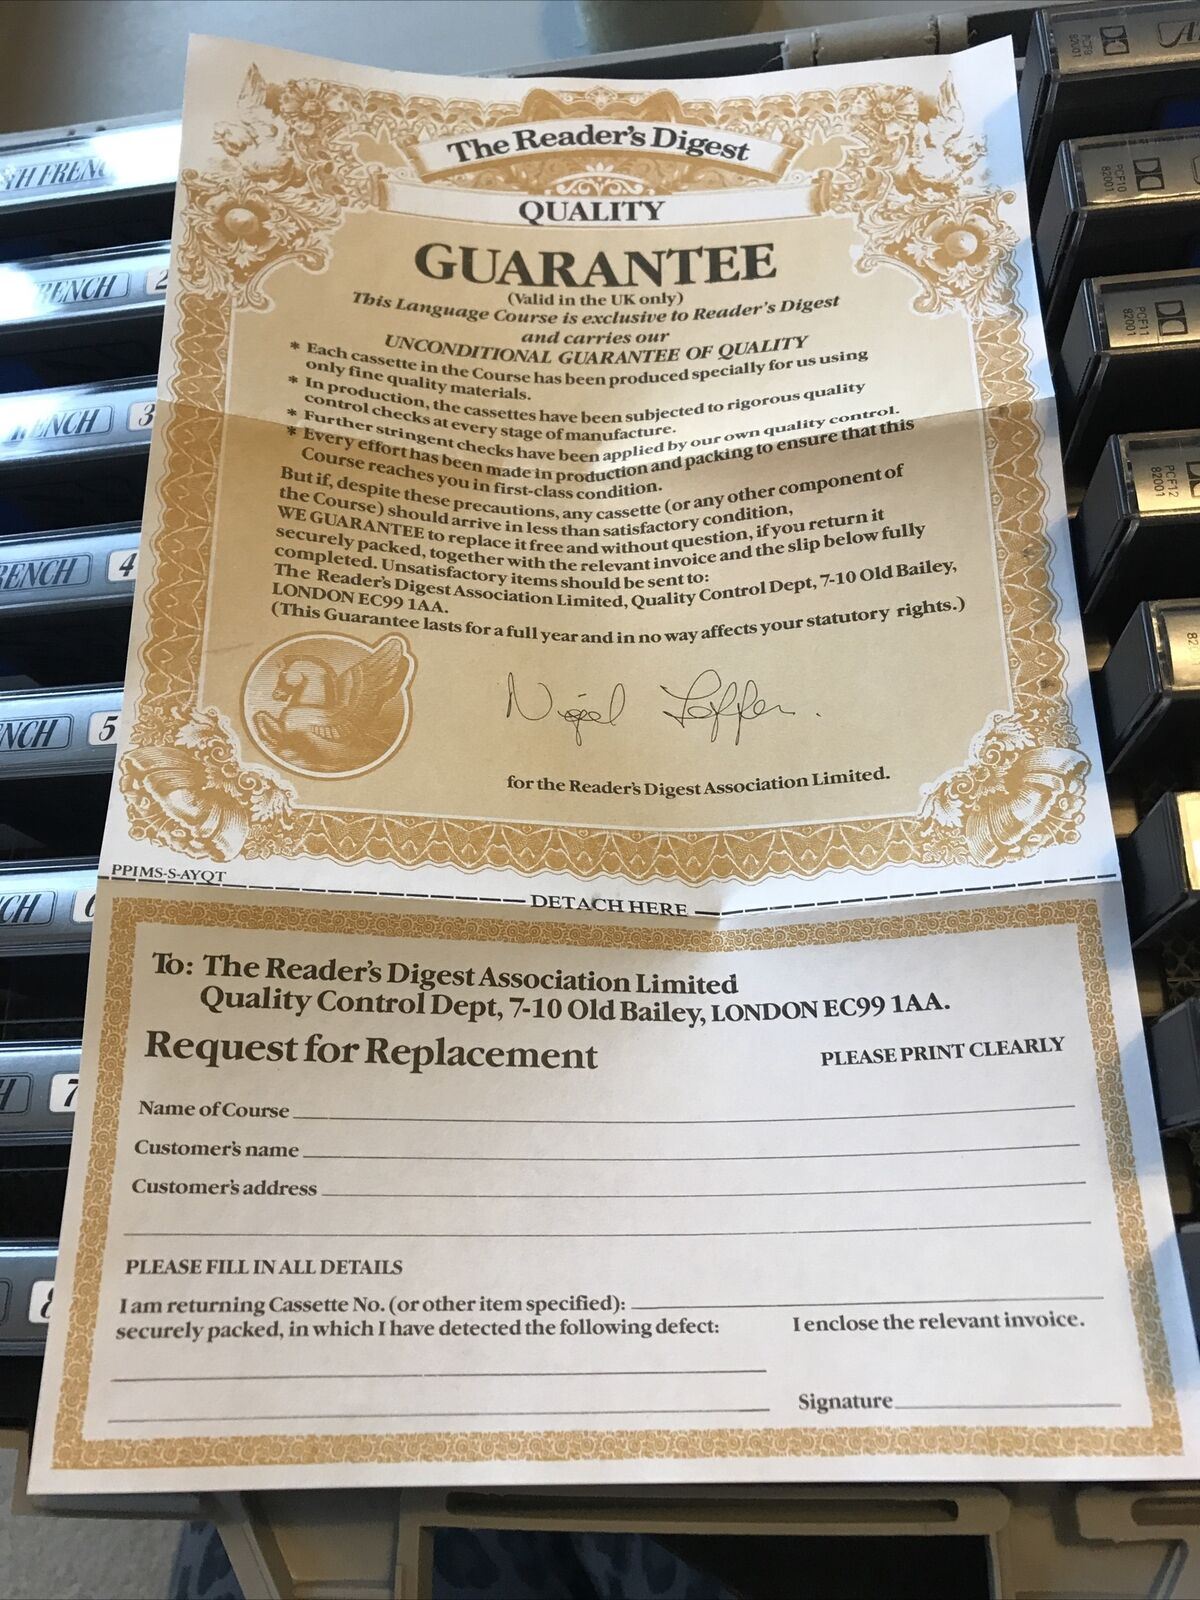 The Reader's Digest
QUALITY
GUARANTEE
(Valid in the UK only)
This Language Course is exclusive to Reader's Digest
and carries our
UNCONDITIONAL GUARANTEE OF QUALITY
* Each cassette in the Course has been produced specially for us using
only fine quality materials.
* In production, the cassettes have been subjected to rigorous quality
control checks at every stage of manufacture.
* Further stringent checks have been applied by our own quality control.
* Every effort has been made in production and packing to ensure that this
Course reaches you in first-class condition.
But if, despite these precautions, any cassette (or any other component of
the Course) should arrive in less than satisfactory condition,
WE GUARANTEE to replace it free and without question, if you return it
securely packed, together with the relevant invoice and the slip below fully
completed. Unsatisfactory items should be sent to:
The Reader's Digest Association Limited, Quality Control Dept, 7-10 Old Bailey,
LONDON EC99 1AA.
(This Guarantee lasts for a full year and in no way affects your statutory rights.)
Nigel
for the Reader's Digest Association Limited.
PPIMS-S-AYQT
DETACH HERE
To: The Reader's Digest Association Limited
Quality Control Dept, 7-10 Old Bailey, LONDON EC99 1AA.
Request for Replacement
PLEASE PRINT CLEARLY
Name of Course
Customer's name
Customer's address
PLEASE FILL IN ALL DETAILS
I am returning Cassette No. (or other item specified):
securely packed, in which I have detected the following defect:
I enclose the relevant invoice.
Signature
FRENC
ENCH 2
ENCH 3
RENCH 4
NCH 5
CH 6
H 7
8
PCF9
82001
PCF10
82001
PCF11
82001
PCF12
82001
82